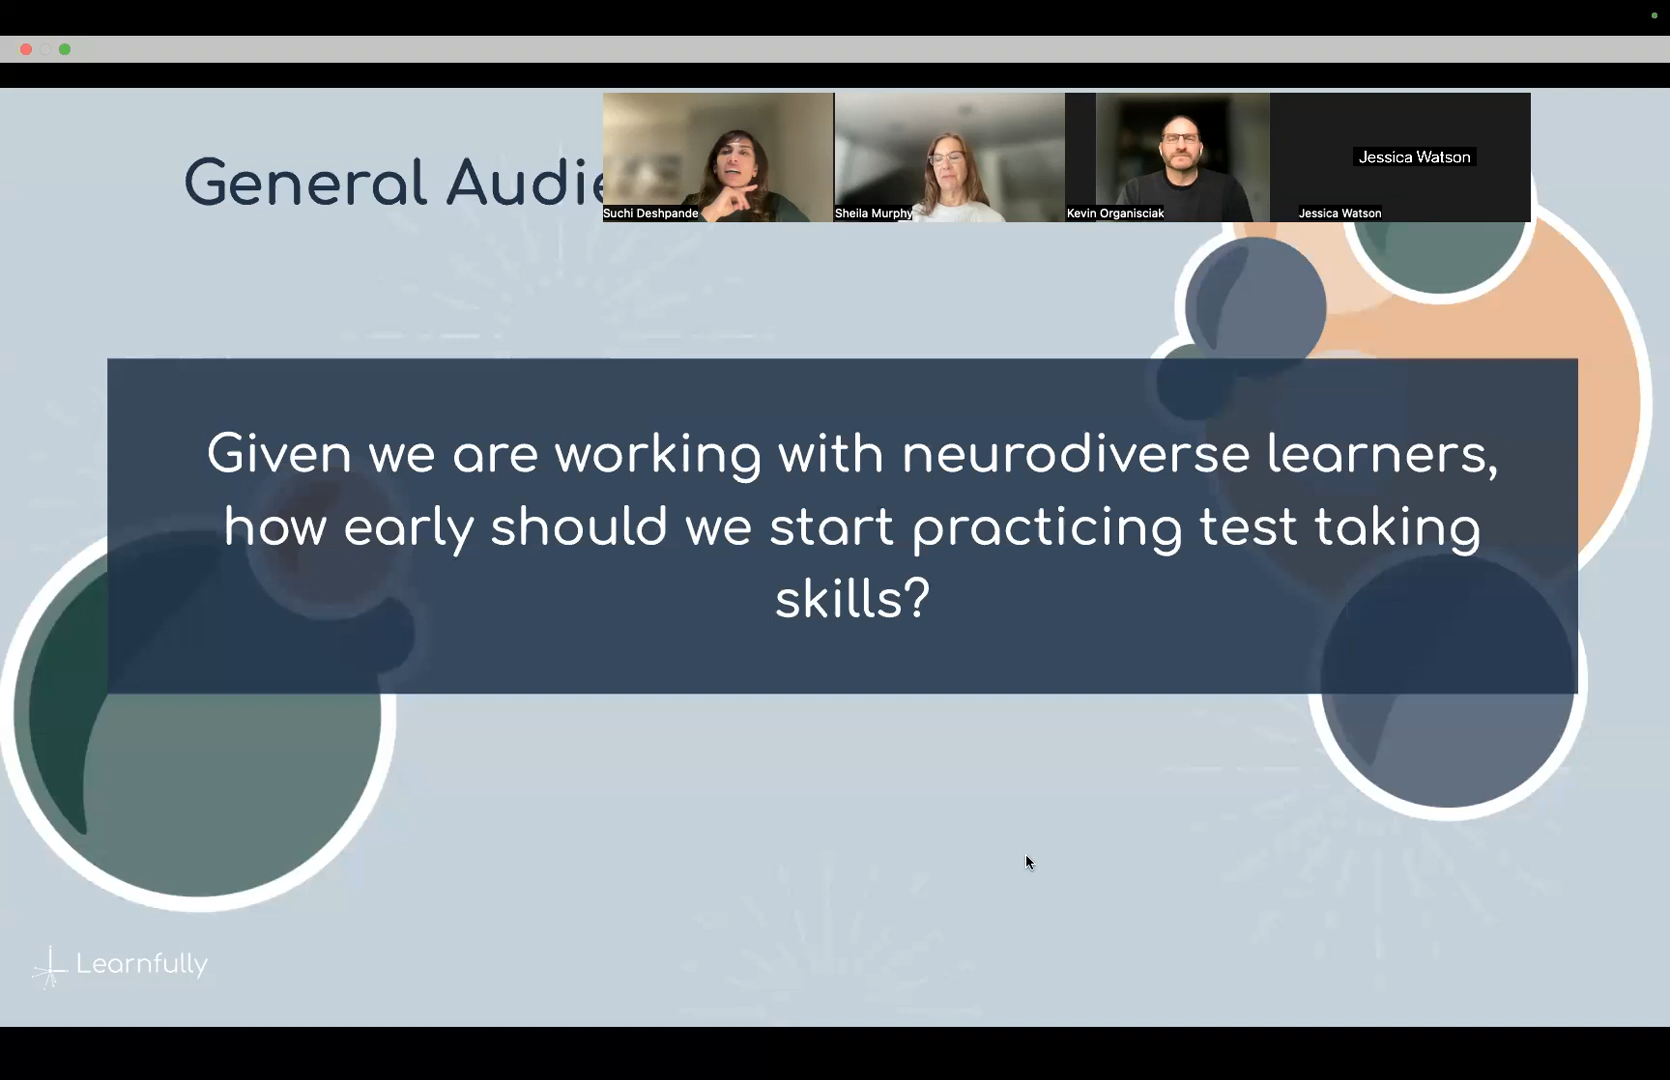 General Audie
Jessica Watson
Suchi Deshpande
Sheila Murphy
Kevin Organisciak
Jessica Watson
Given we are working with neurodiverse learners,
how early should we start practicing test taking
skills?
Learnfully